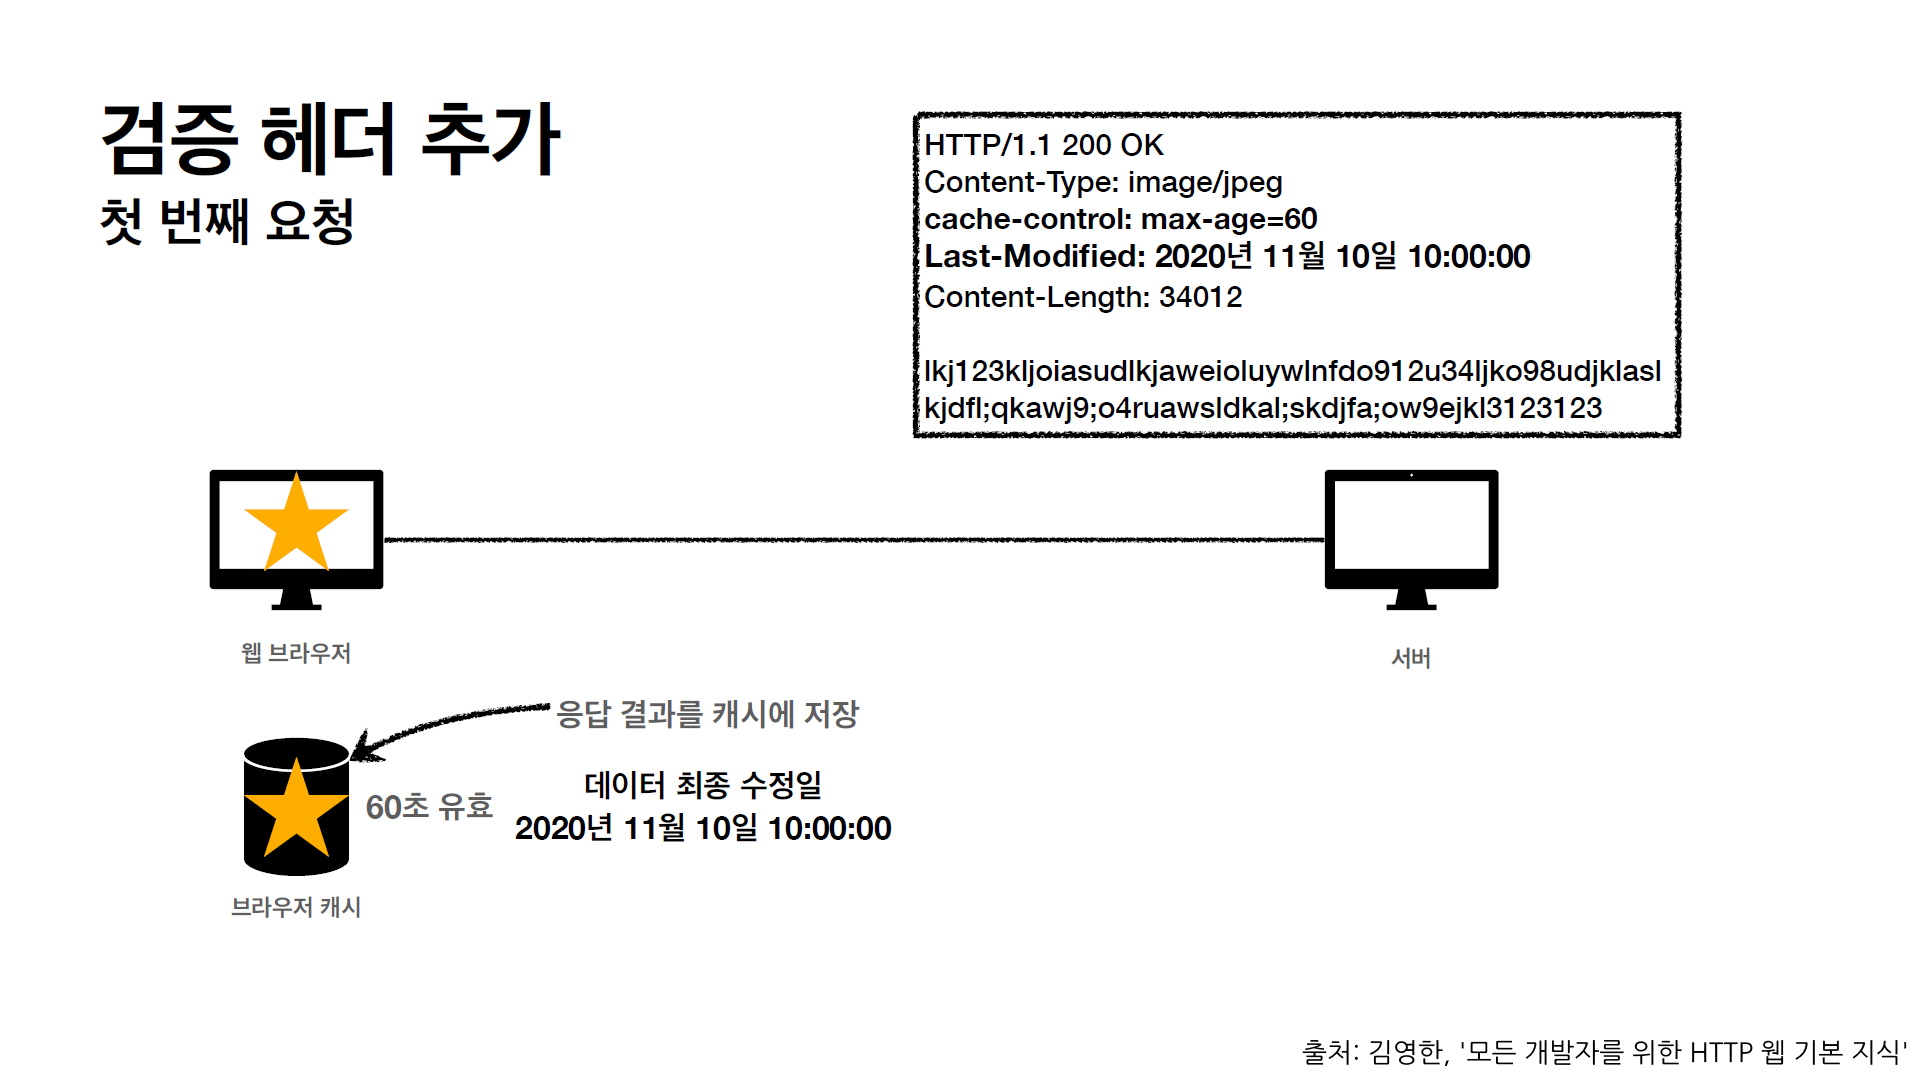 검증 헤더 추가
첫 번째 요청
HTTP/1.1 200 OK
Content-Type: image/jpeg
cache-control: max-age=60
Last-Modified: 2020년 11월 10일 10:00:00
Content-Length: 34012
lkj123kljoiasudlkjaweioluywlnfdo912u34ljko98udjklasl
kjdfl;qkawj9;o4ruawsldkal;skdjfa;ow9ejkl3123123
웹 브라우저
서버
응답 결과를 캐시에 저장
60초 유효
데이터 최종 수정일
2020년 11월 10일 10:00:00
브라우저 캐시
출처: 김영한, '모든 개발자를 위한 HTTP 웹 기본 지식'